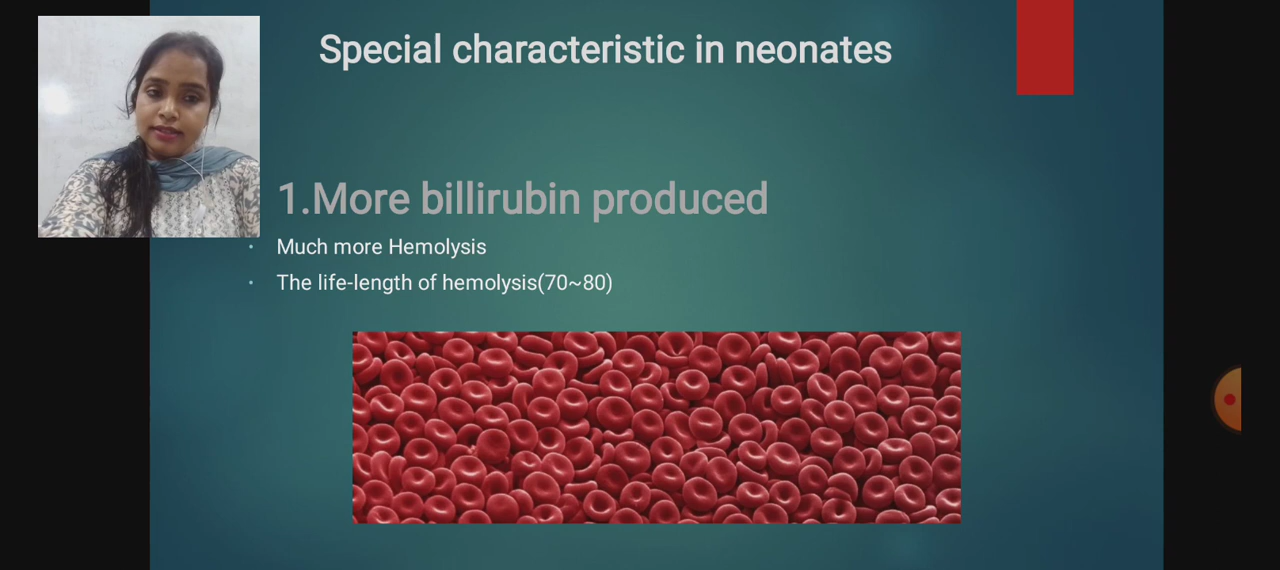 Special characteristic in neonates
1.More billirubin produced
• Much more Hemolysis
• The life-length of hemolysis(70~80)